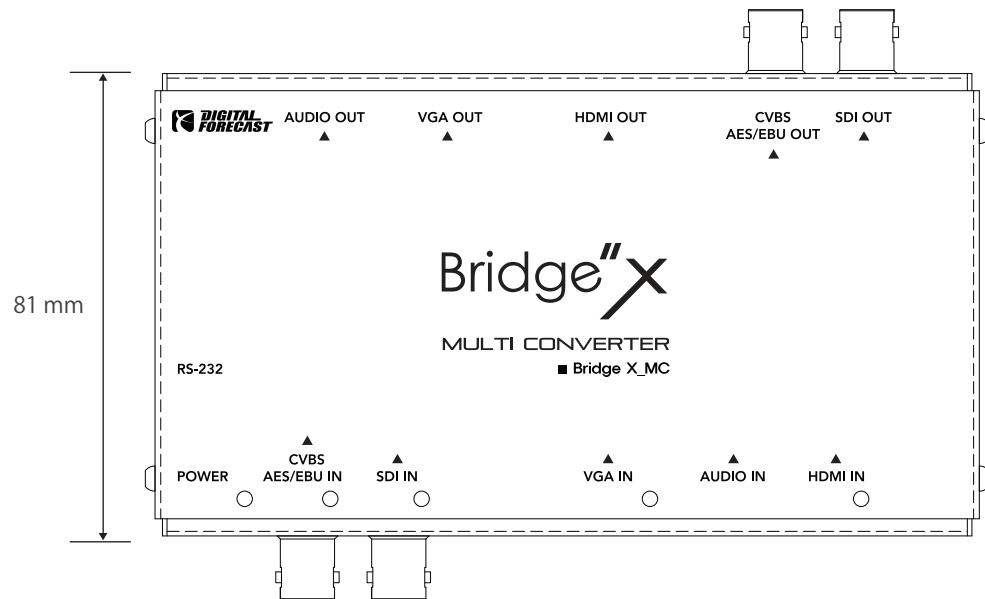 DIGITAL
FORECAST
AUDIO OUT
VGA OUT
HDMI OUT
CVBS
AES/EBU OUT
SDI OUT
81 mm
Bridge"X
MULTI CONVERTER
■ Bridge X_MC
RS-232
POWER
CVBS
AES/EBU IN
SDI IN
VGA IN
AUDIO IN
HDMI IN